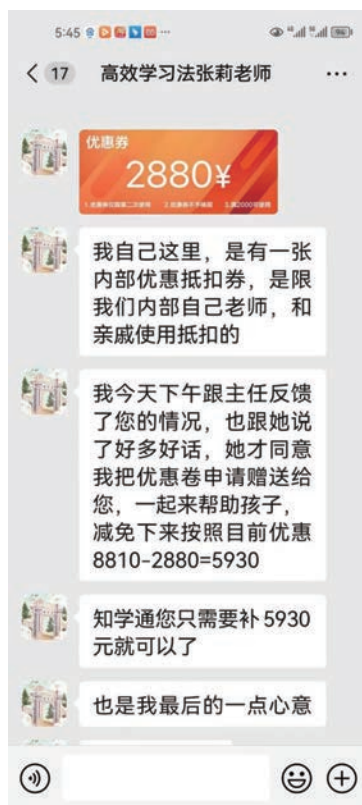 5:45
17
高效学习法张莉老师
优惠券
2880¥
我自己这里，是有一张
内部优惠抵扣券，是限
我们内部自己老师，和
亲戚使用抵扣的
我今天下午跟主任反馈
了您的情况，也跟她说
了好多好话，她才同意
我把优惠卷申请赠送给
您，一起来帮助孩子，
减免下来按照目前优惠
8810-2880=5930
知学通您只需要补 5930
元就可以了
也是我最后的一点心意